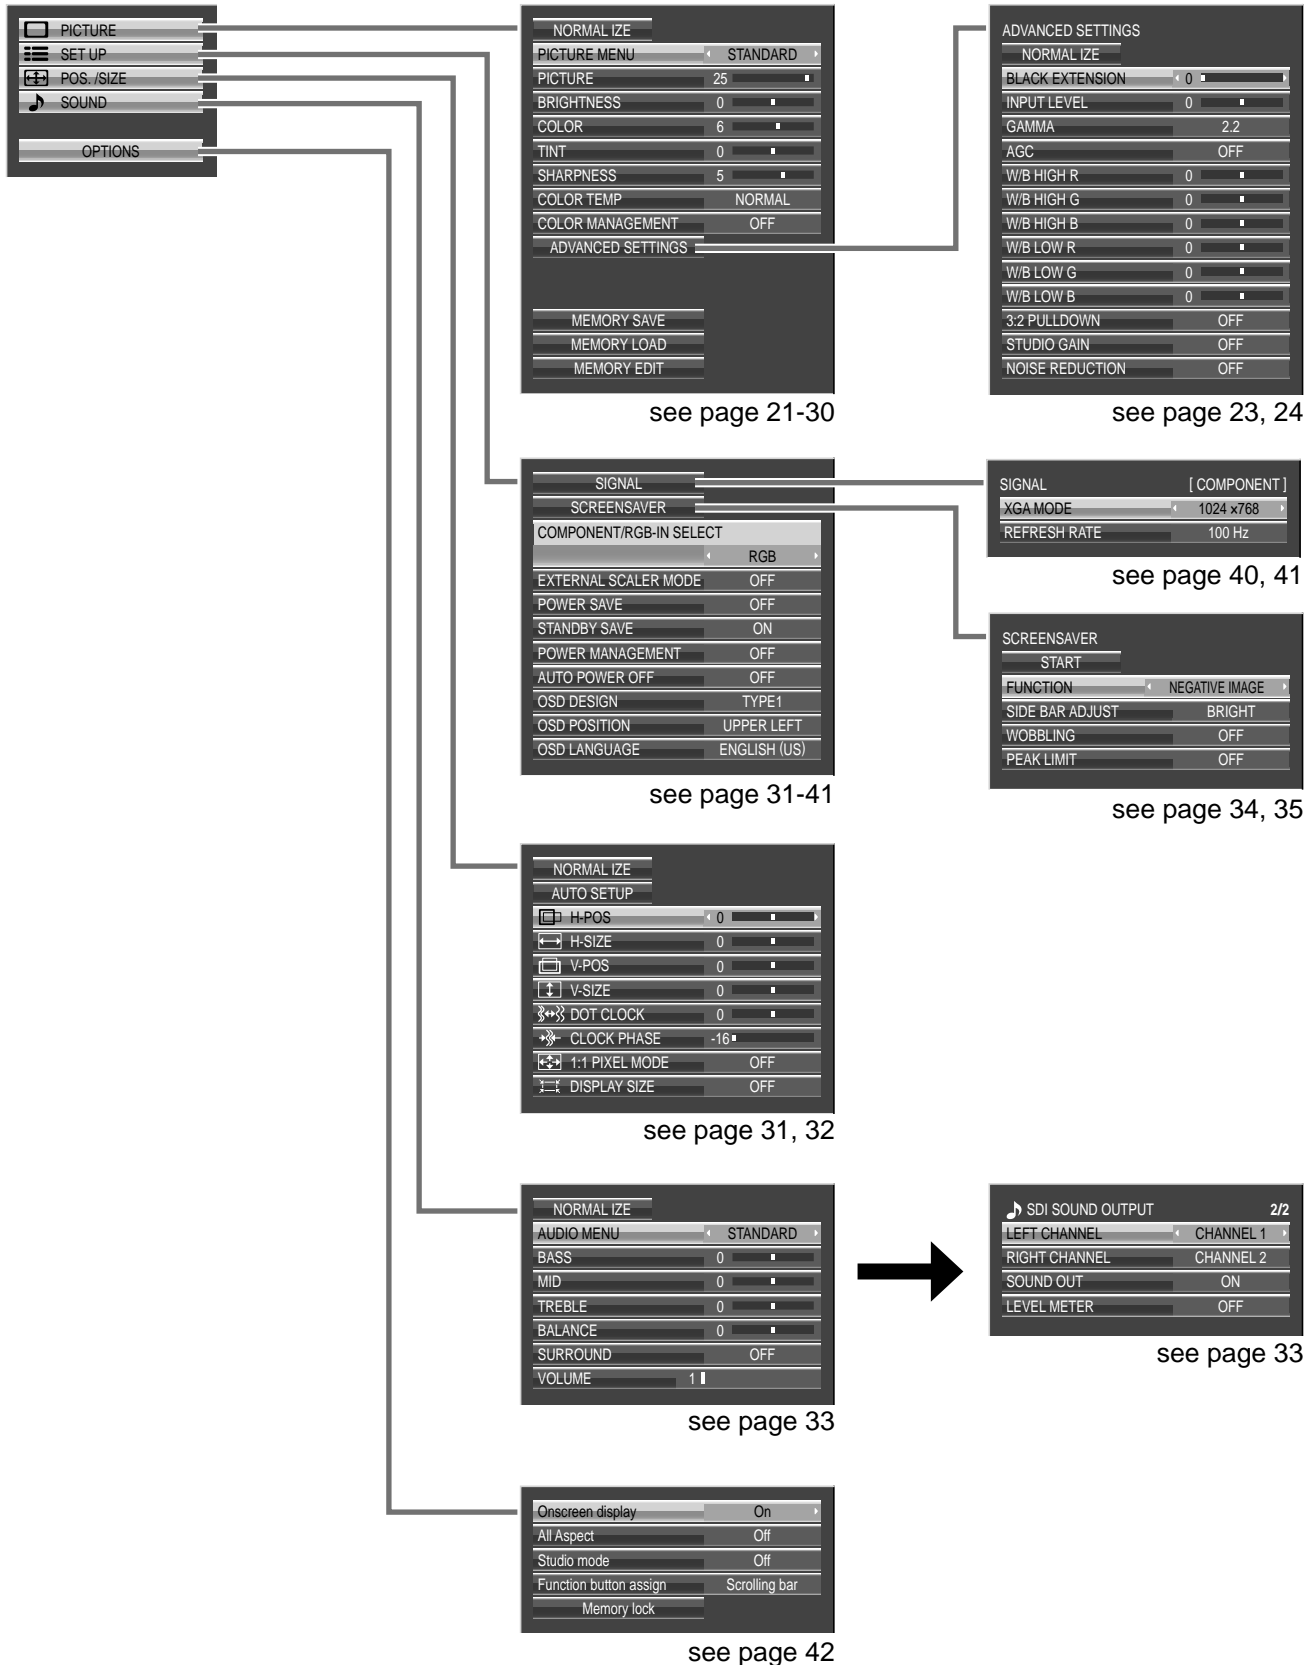 PICTURE
SET UP
POS. /SIZE
SOUND
OPTIONS
NORMAL IZE
PICTURE MENU STANDARD
PICTURE 25
BRIGHTNESS 0
COLOR 6
TINT 0
SHARPNESS 5
COLOR TEMP NORMAL
COLOR MANAGEMENT OFF
ADVANCED SETTINGS
MEMORY SAVE
MEMORY LOAD
MEMORY EDIT
see page 21-30
ADVANCED SETTINGS
NORMAL IZE
BLACK EXTENSION 0
INPUT LEVEL 0
GAMMA 2.2
AGC OFF
W/B HIGH R 0
W/B HIGH G 0
W/B HIGH B 0
W/B LOW R 0
W/B LOW G 0
W/B LOW B 0
3:2 PULLDOWN OFF
STUDIO GAIN OFF
NOISE REDUCTION OFF
see page 23, 24
SIGNAL
SCREENSAVER
COMPONENT/RGB-IN SELECT
RGB
EXTERNAL SCALER MODE OFF
POWER SAVE OFF
STANDBY SAVE ON
POWER MANAGEMENT OFF
AUTO POWER OFF OFF
OSD DESIGN TYPE1
OSD POSITION UPPER LEFT
OSD LANGUAGE ENGLISH (US)
see page 31-41
SIGNAL [ COMPONENT ]
XGA MODE 1024 ×768
REFRESH RATE 100 Hz
see page 40, 41
SCREENSAVER
START
FUNCTION NEGATIVE IMAGE
SIDE BAR ADJUST BRIGHT
WOBBLING OFF
PEAK LIMIT OFF
see page 34, 35
NORMAL IZE
AUTO SETUP
H-POS 0
H-SIZE 0
V-POS 0
V-SIZE 0
DOT CLOCK 0
CLOCK PHASE -16
1:1 PIXEL MODE OFF
DISPLAY SIZE OFF
see page 31, 32
NORMAL IZE
AUDIO MENU STANDARD
BASS 0
MID 0
TREBLE 0
BALANCE 0
SURROUND OFF
VOLUME 1
see page 33
SDI SOUND OUTPUT 2/2
LEFT CHANNEL CHANNEL 1
RIGHT CHANNEL CHANNEL 2
SOUND OUT ON
LEVEL METER OFF
see page 33
Onscreen display On
All Aspect Off
Studio mode Off
Function button assign Scrolling bar
Memory lock
see page 42